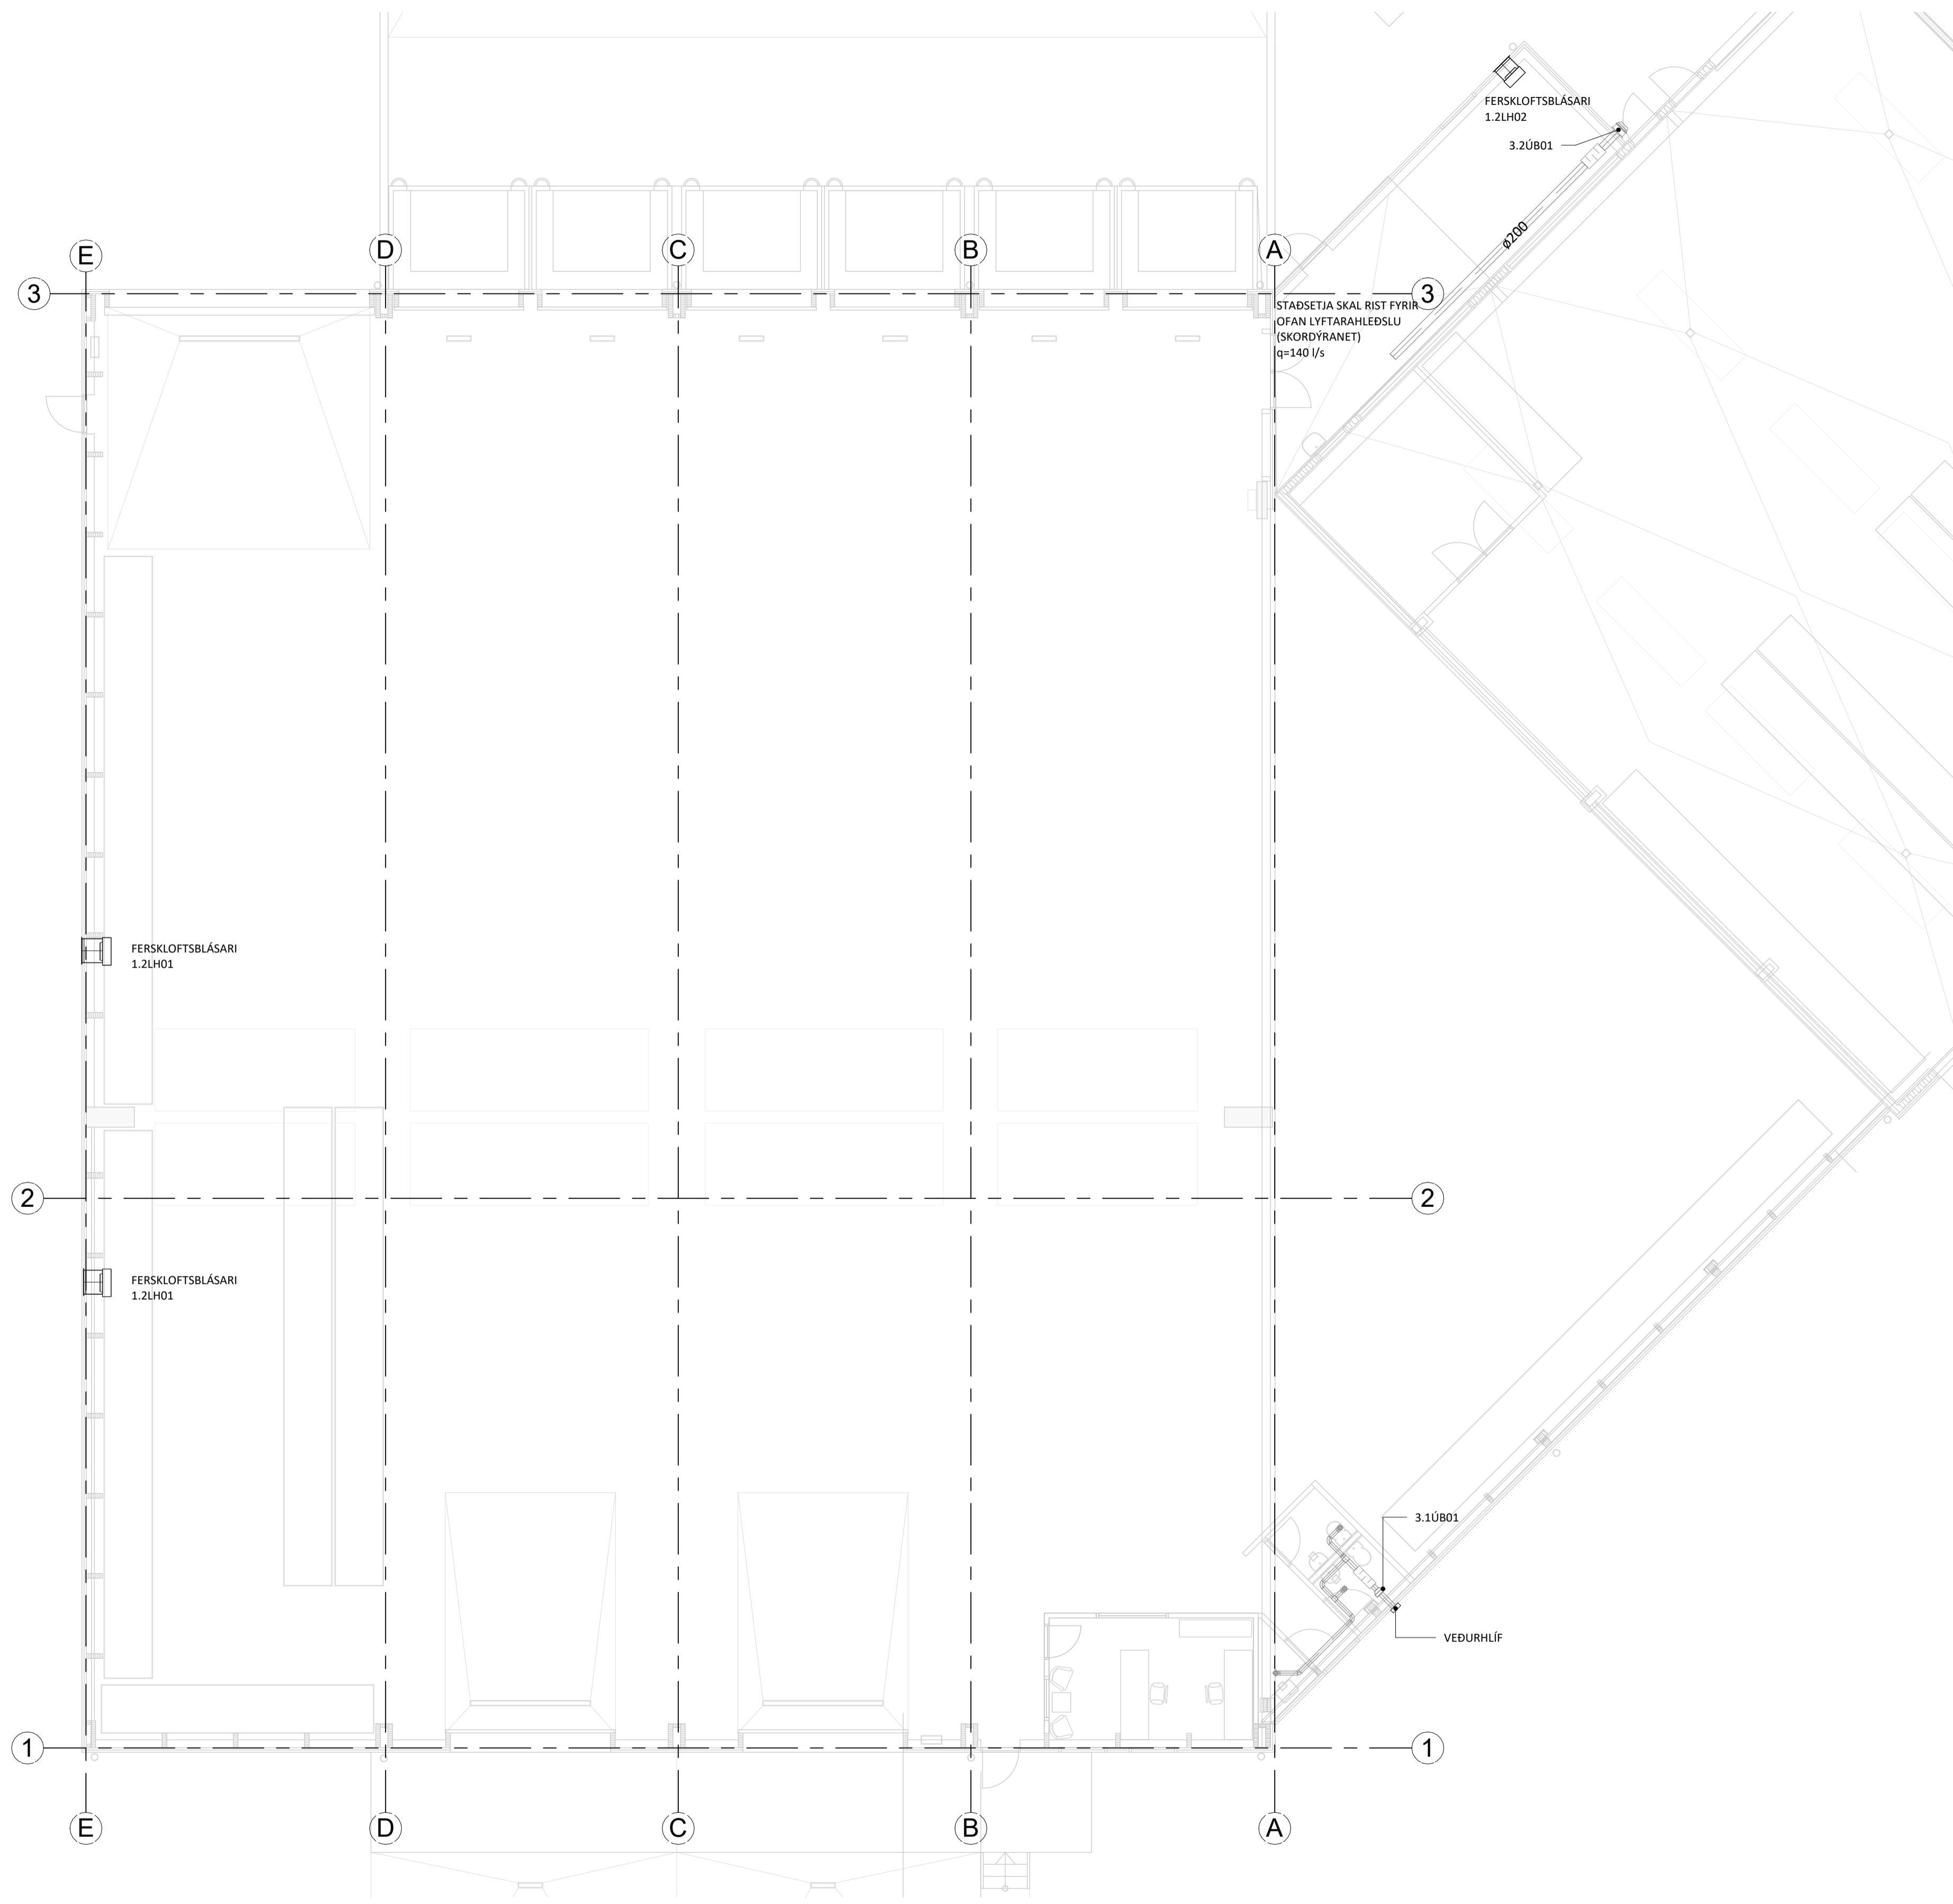 FERSKLOFTSBLÁSARI
1.2LH02
3.2ÚB01
ø200
E
D
C
B
A
3
3
STAÐSETJA SKAL RIST FYRIR
OFAN LYFTARAHLEÐSLU
(SKORDÝRANET)
q=140 l/s
FERSKLOFTSBLÁSARI
1.2LH01
2
2
FERSKLOFTSBLÁSARI
1.2LH01
3.1ÚB01
VEÐURHLÍF
1
1
E
D
C
B
A